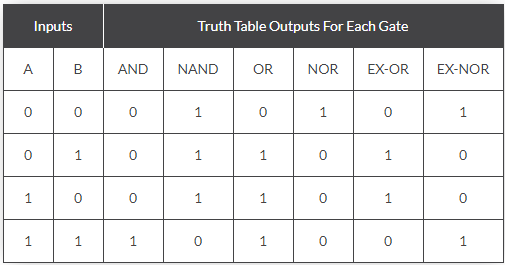 Inputs Truth Table Outputs For Each Gate
A B AND NAND OR NOR EX-OR EX-NOR
0 0 0 1 0 1 0 1
0 1 0 1 1 0 1 0
1 0 0 1 1 0 1 0
1 1 1 0 1 0 0 1